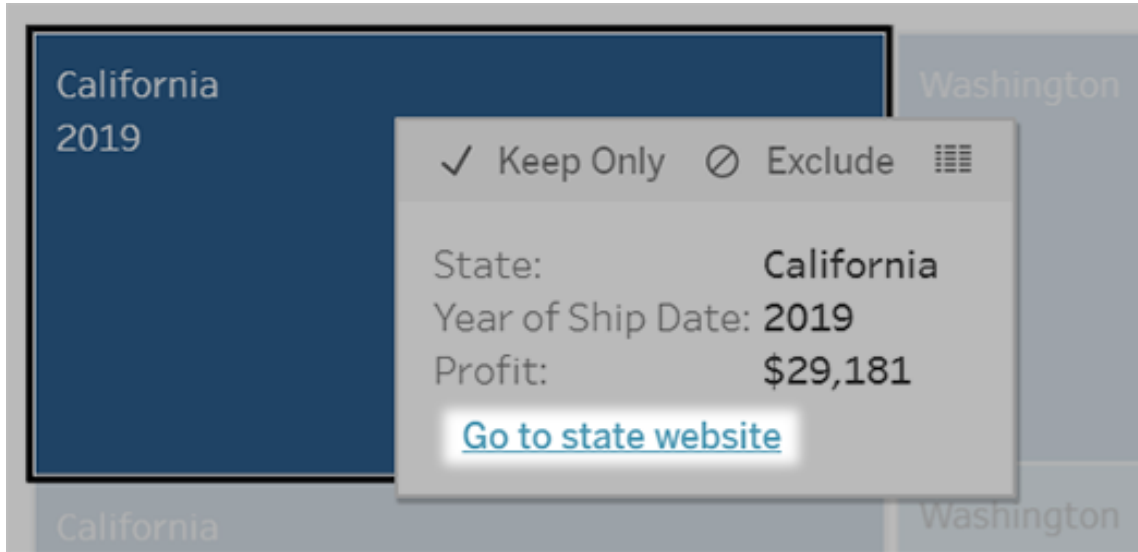 California
2019
Washington
Keep Only Exclude
State: California
Year of Ship Date: 2019
Profit: $29,181
Go to state website
California
Washington